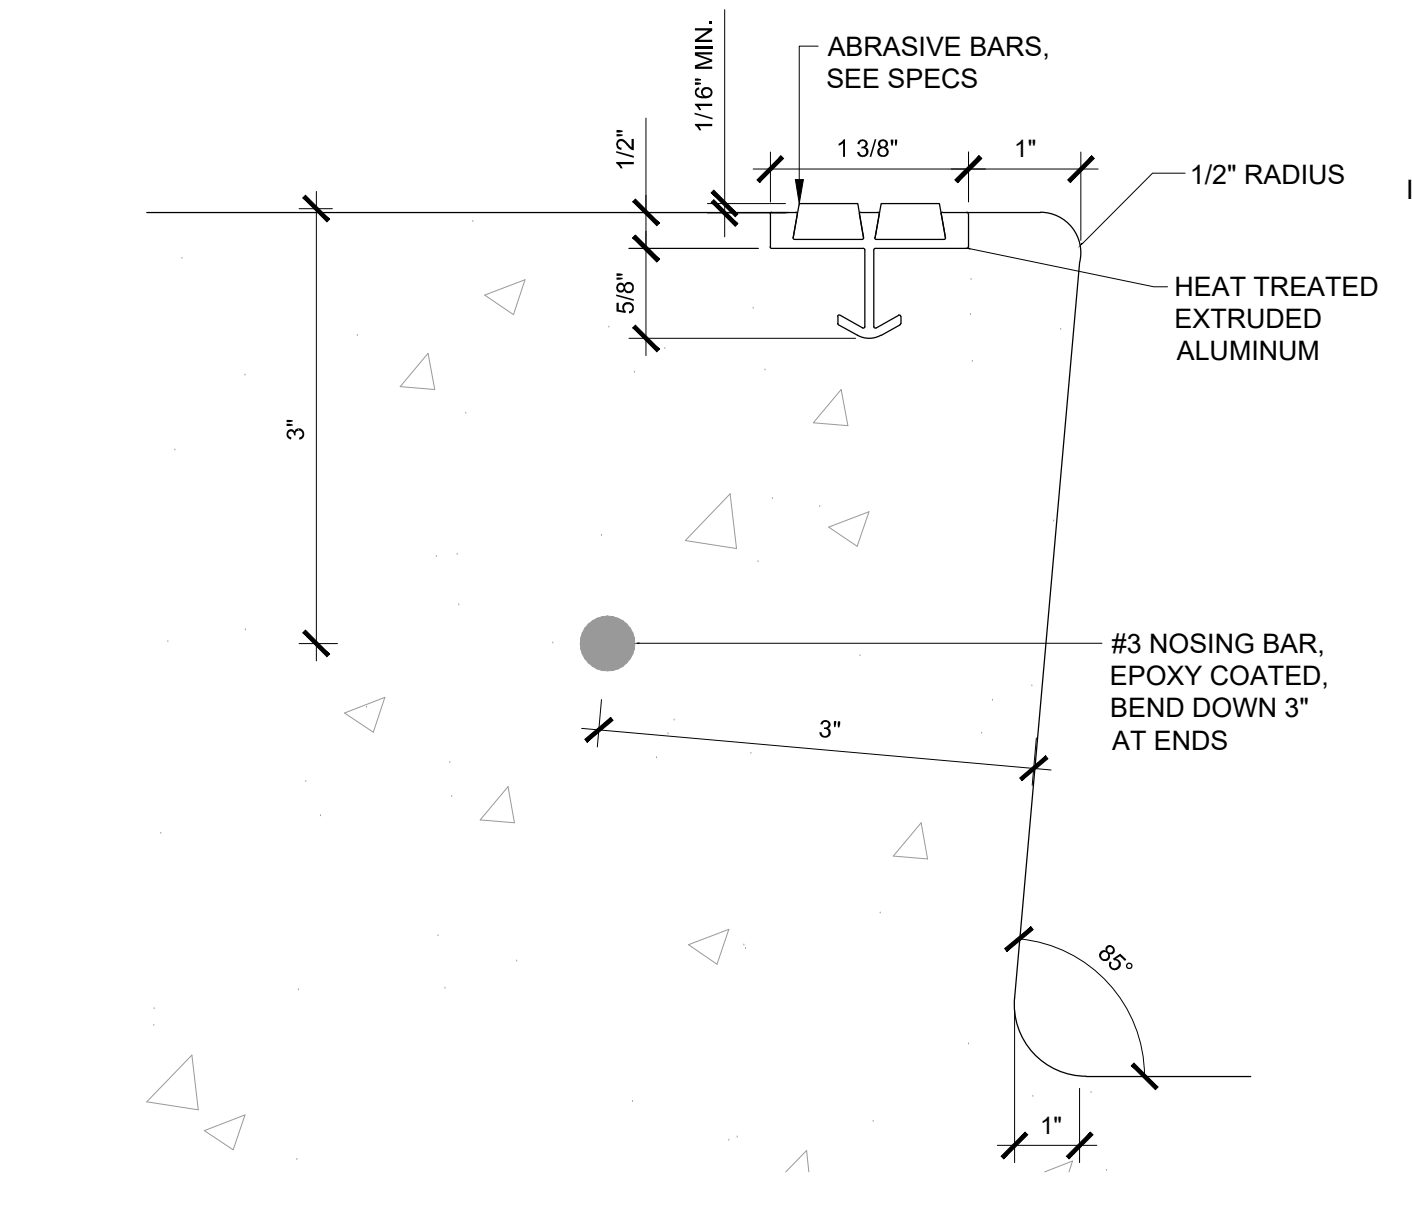 1/16" MIN.
ABRASIVE BARS,
SEE SPECS
1/2"
1 3/8"
1"
1/2" RADIUS
I
5/8"
HEAT TREATED
EXTRUDED
ALUMINUM
3"
#3 NOSING BAR,
EPOXY COATED,
BEND DOWN 3"
AT ENDS
3"
85°
1"